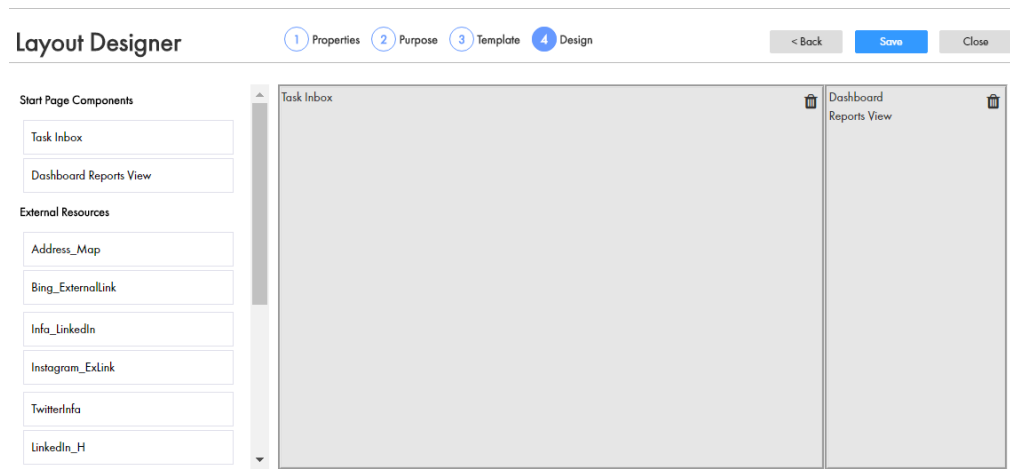 Layout Designer
1 Properties 2 Purpose 3 Template 4 Design
< Back Save Close
Start Page Components
Task Inbox
Dashboard Reports View
External Resources
Address_Map
Bing_ExternalLink
Infa_LinkedIn
Instagram_ExLink
TwitterInfa
LinkedIn_H
Task Inbox
Dashboard
Reports View